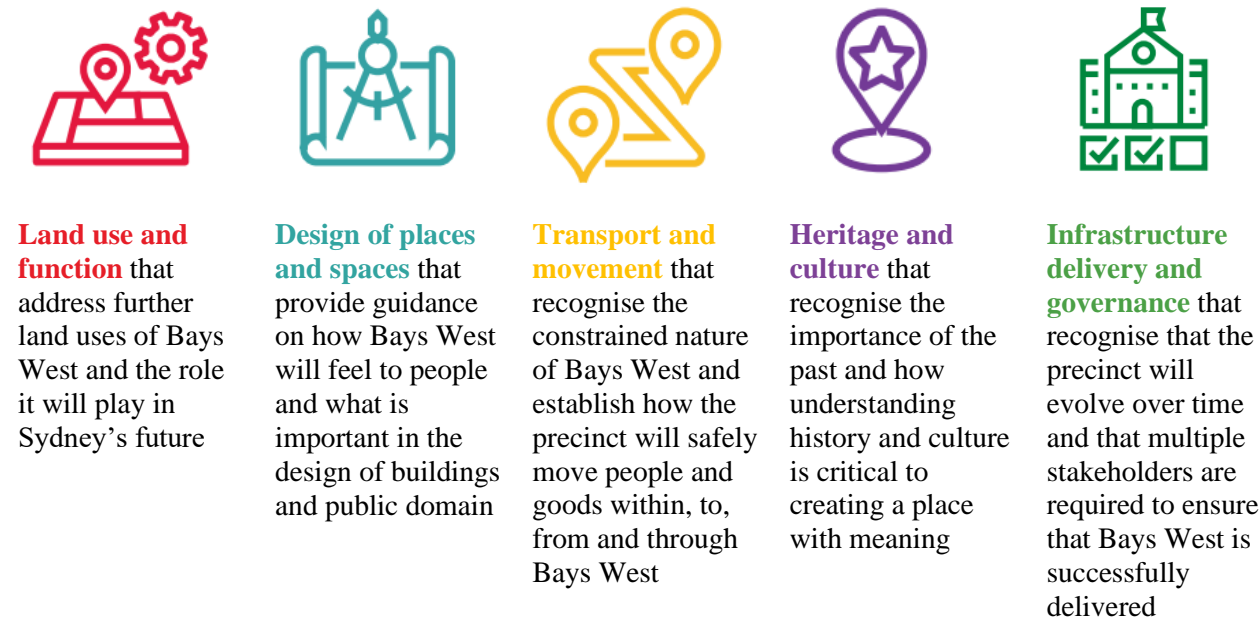 Land use and
function that
address further
land uses of Bays
West and the role
it will play in
Sydney’s future
Design of places
and spaces that
provide guidance
on how Bays West
will feel to people
and what is
important in the
design of buildings
and public domain
Transport and
movement that
recognise the
constrained nature
of Bays West and
establish how the
precinct will safely
move people and
goods within, to,
from and through
Bays West
Heritage and
culture that
recognise the
importance of the
past and how
understanding
history and culture
is critical to
creating a place
with meaning
Infrastructure
delivery and
governance that
recognise that the
precinct will
evolve over time
and that multiple
stakeholders are
required to ensure
that Bays West is
successfully
delivered